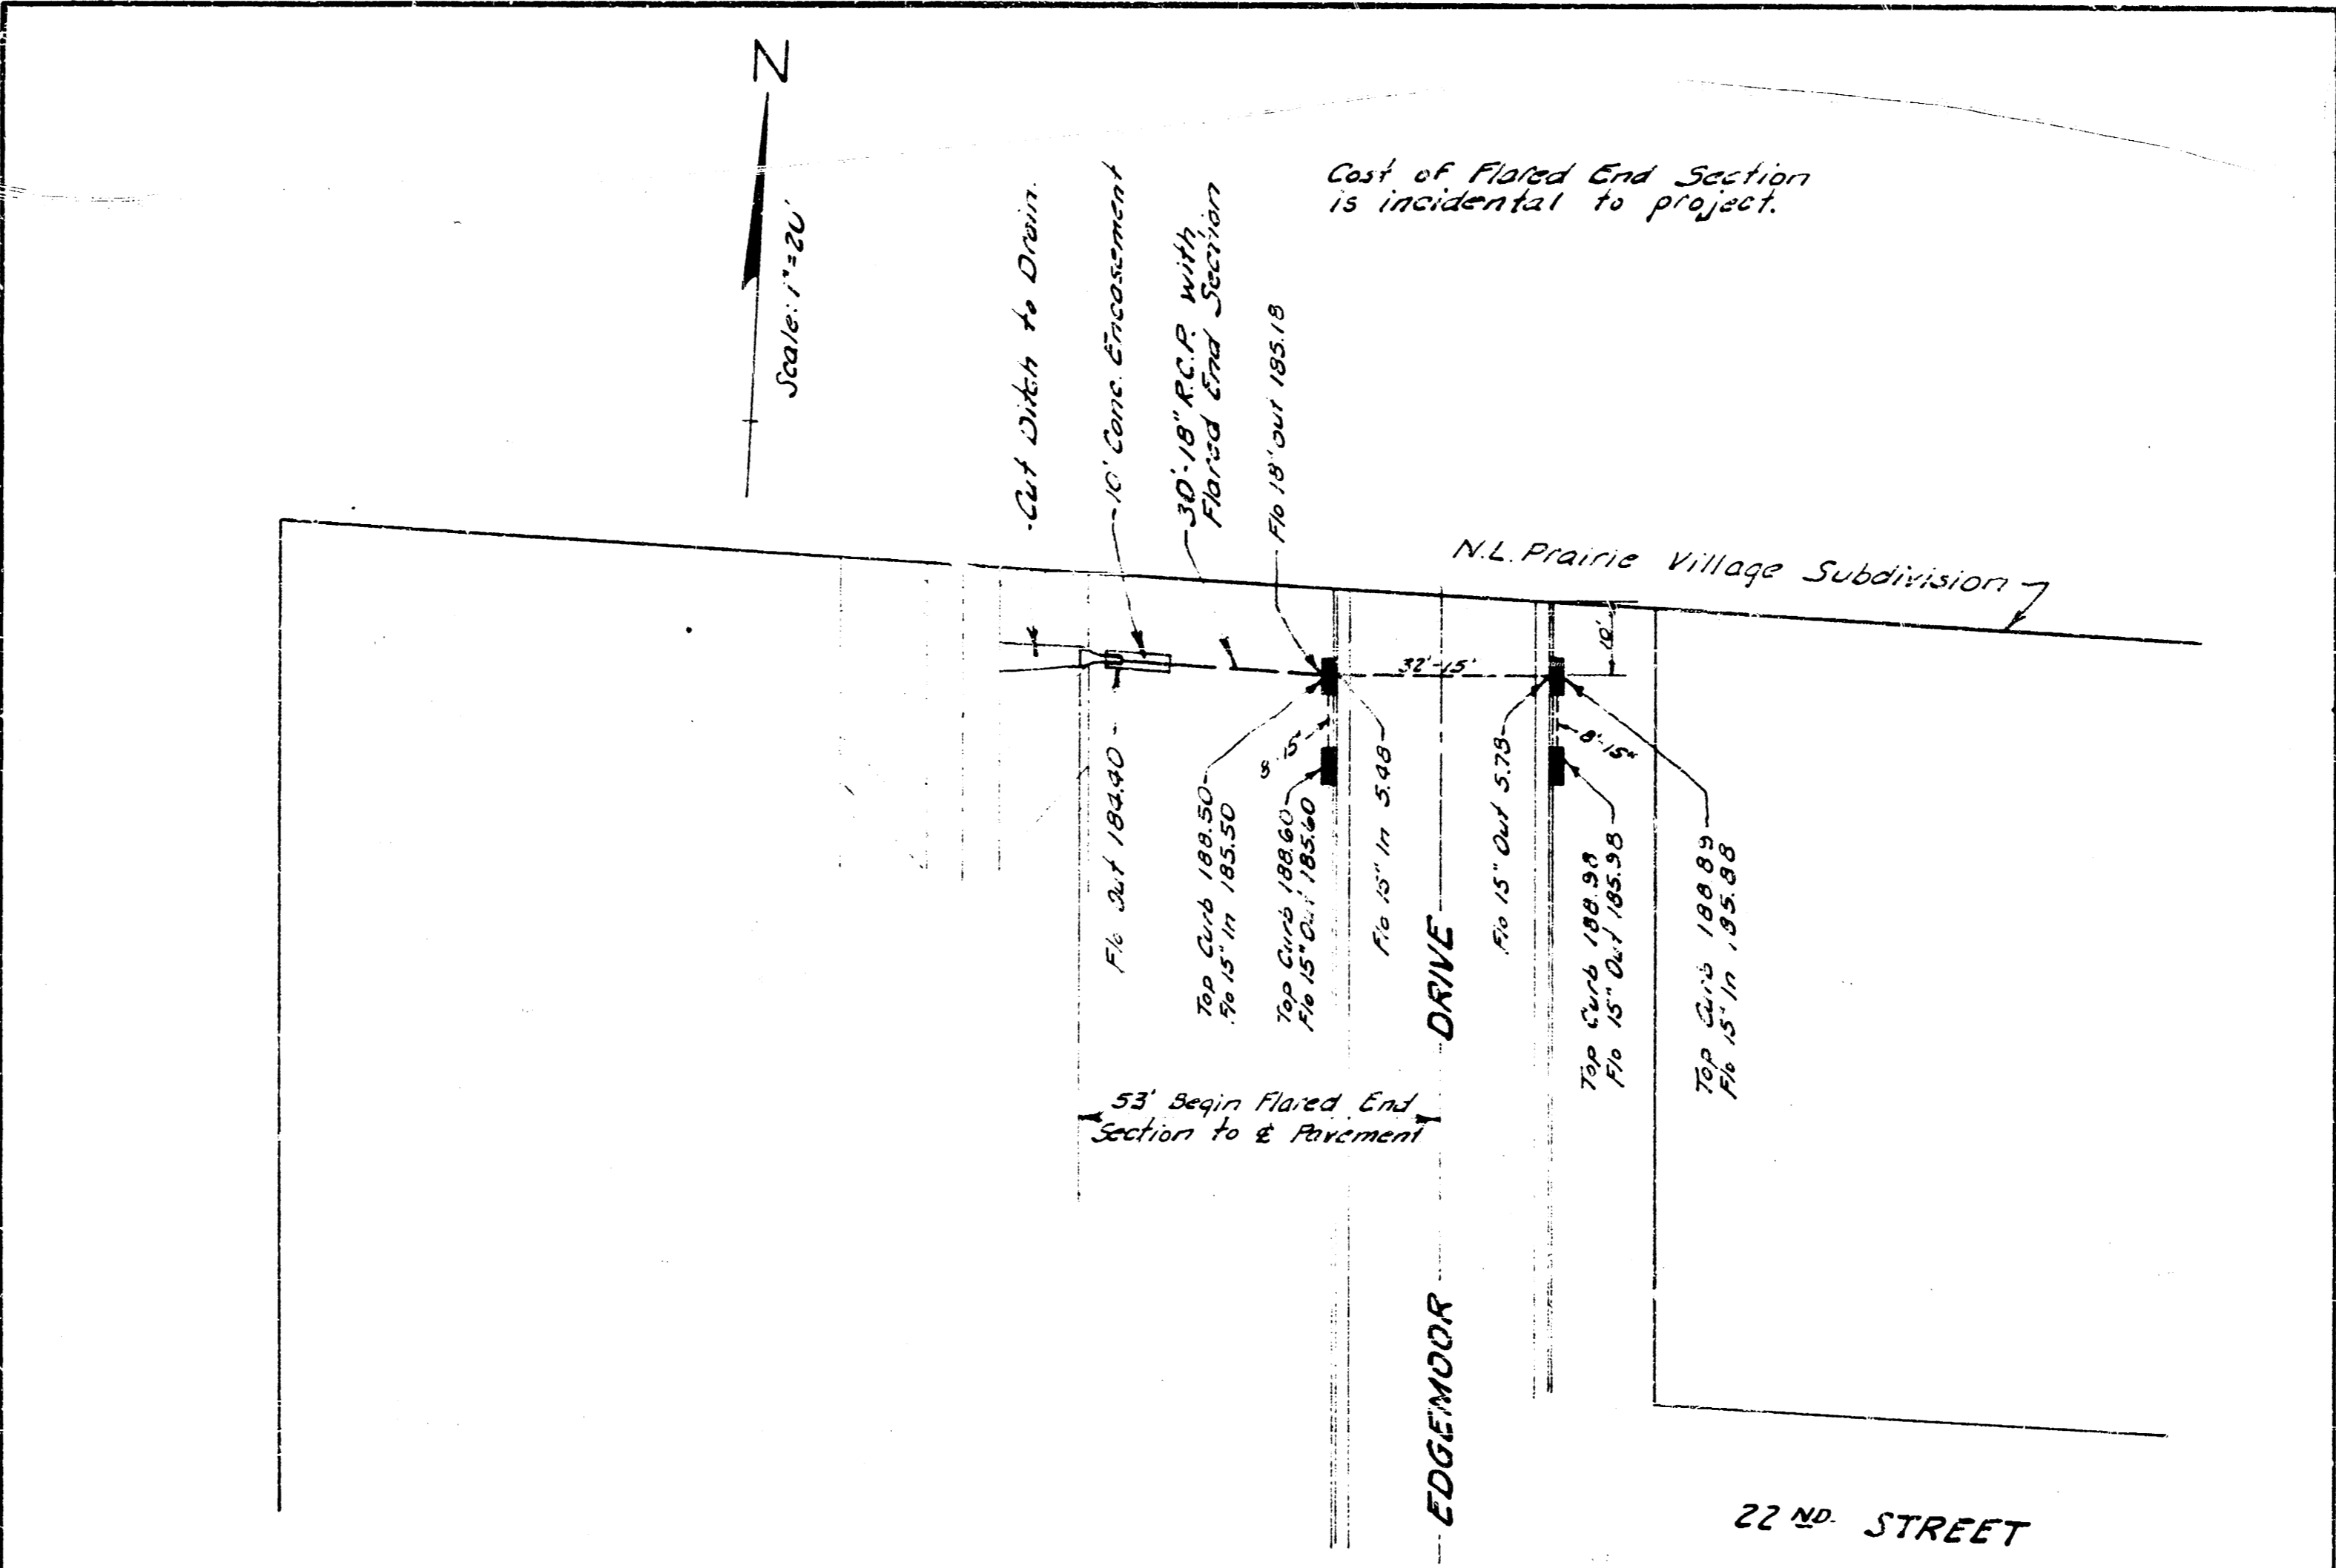 N
Scale: 1"=20'
Cost of Flared End Section
is incidental to project.
Cut Ditch to Drain.
10' Conc. Encasement
30'-18" R.C.P. with
Flared End Section
Flo 18" out 185.18
N.L. Prairie Village Subdivision
10'
32'-15"
8'-15"
Flo Out 184.40
Top Curb 188.50
Flo 15" In 185.50
Top Curb 188.60
Flo 15" Out 185.60
Flo 15" In 5.48
Flo 15" Out 5.78
Top Curb 188.98
Flo 15" Out 185.98
Top Curb 188.89
Flo 15" In 185.88
53' Begin Flared End
Section to ℄ Pavement
EDGEMOOR DRIVE
22 ND. STREET